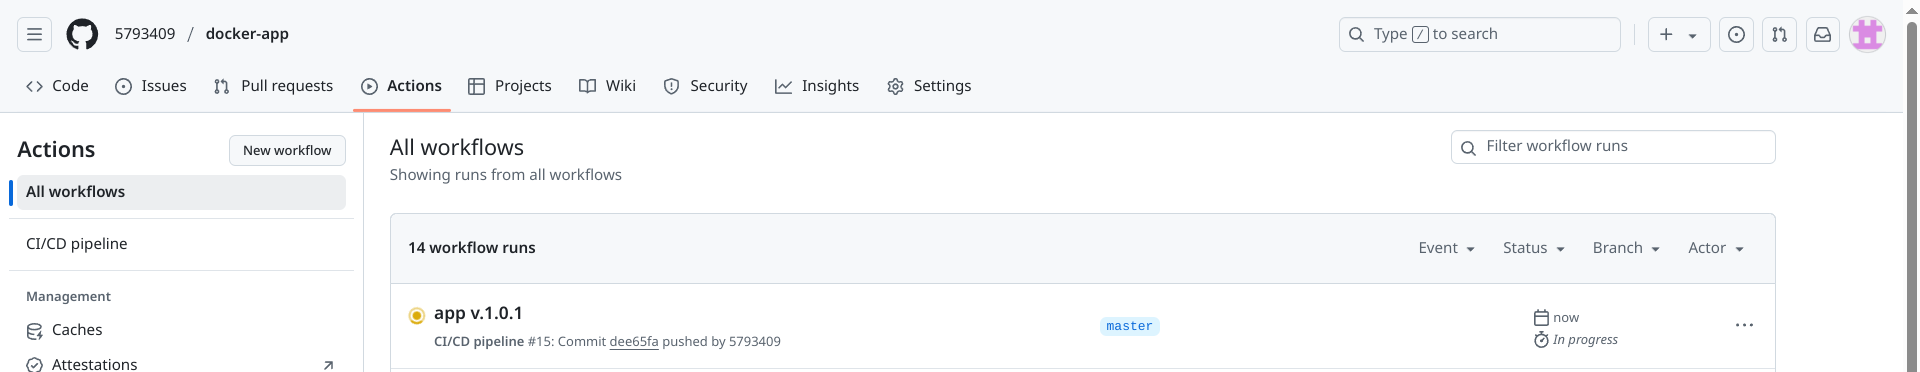 5793409 / docker-app
Type / to search
Code Issues Pull requests Actions Projects Wiki Security Insights Settings
Actions
New workflow
All workflows
CI/CD pipeline
Management
Caches
Attestations
All workflows
Showing runs from all workflows
Filter workflow runs
14 workflow runs
Event Status Branch Actor
app v.1.0.1
CI/CD pipeline #15: Commit dee65fa pushed by 5793409
master
now
In progress